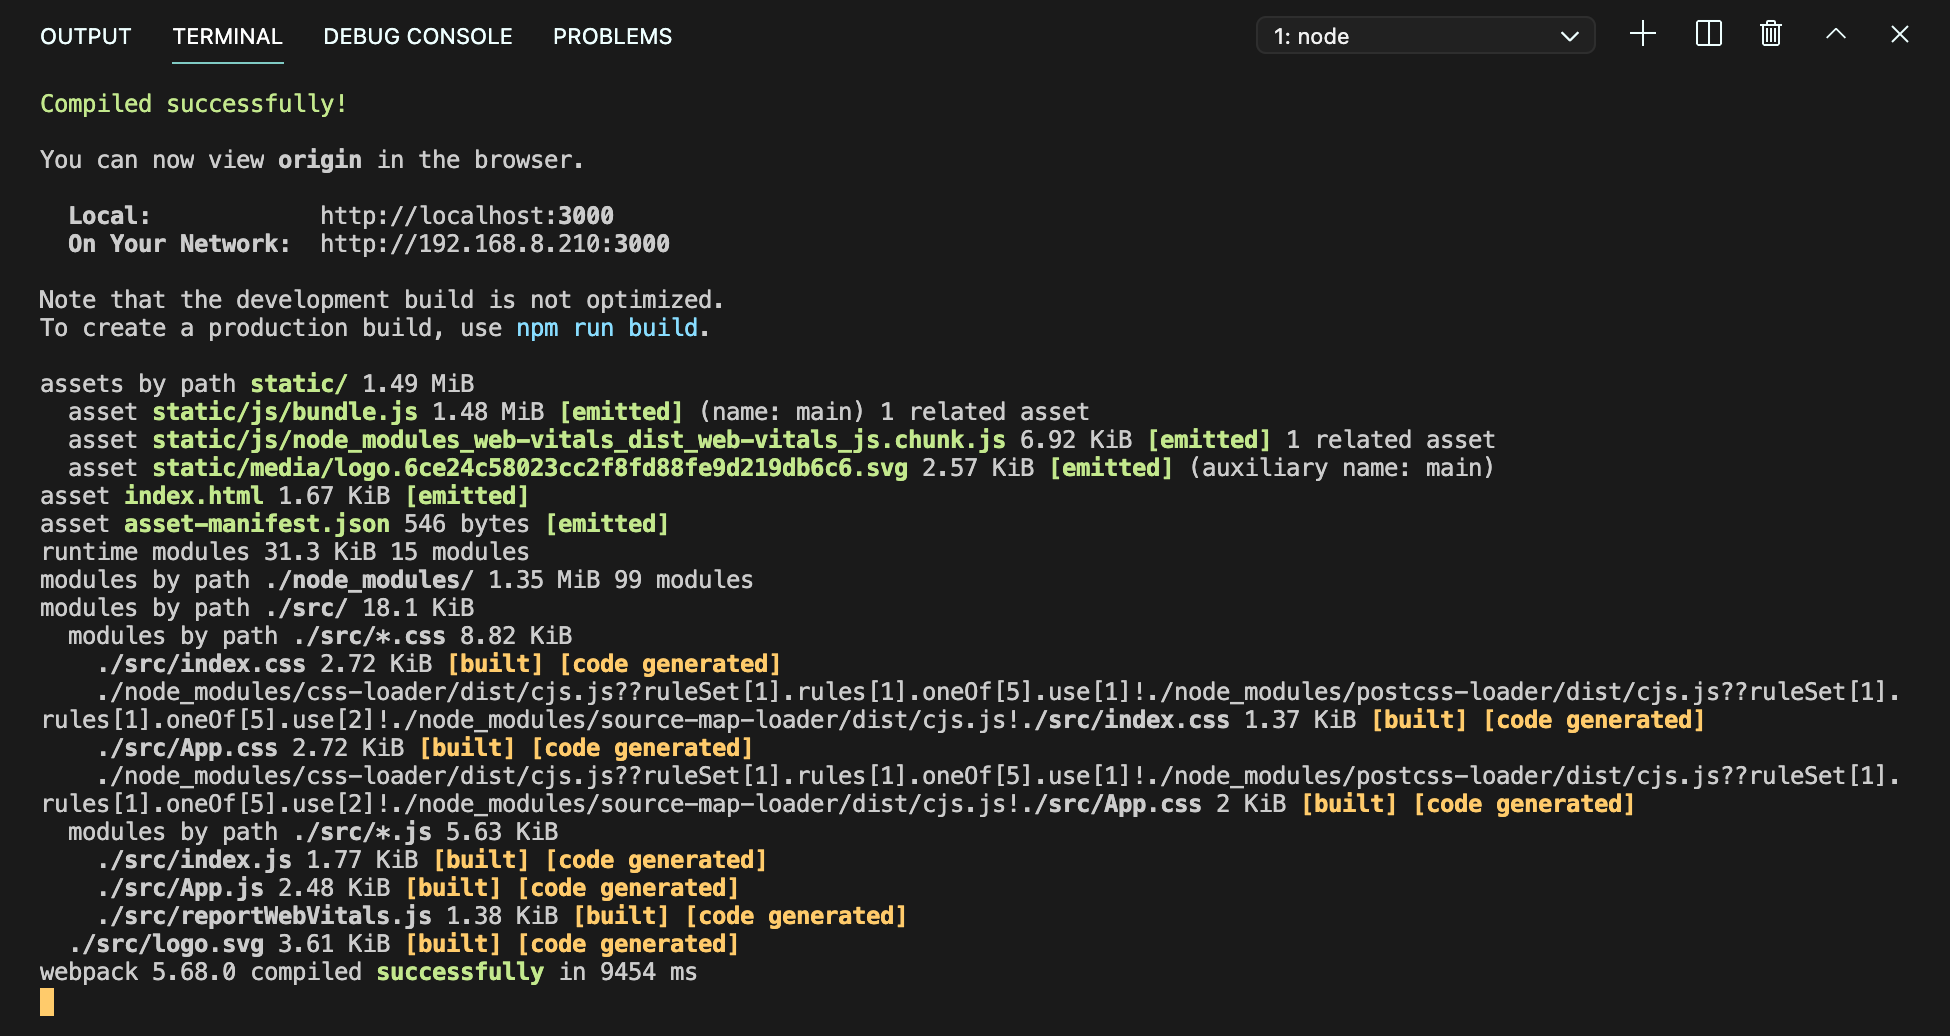 OUTPUT TERMINAL DEBUG CONSOLE PROBLEMS 1: node
Compiled successfully!
You can now view origin in the browser.
Local: http://localhost:3000
On Your Network: http://192.168.8.210:3000
Note that the development build is not optimized.
To create a production build, use npm run build.
assets by path static/ 1.49 MiB
asset static/js/bundle.js 1.48 MiB [emitted] (name: main) 1 related asset
asset static/js/node_modules_web-vitals_dist_web-vitals_js.chunk.js 6.92 KiB [emitted] 1 related asset
asset static/media/logo.6ce24c58023cc2f8fd88fe9d219db6c6.svg 2.57 KiB [emitted] (auxiliary name: main)
asset index.html 1.67 KiB [emitted]
asset asset-manifest.json 546 bytes [emitted]
runtime modules 31.3 KiB 15 modules
modules by path ./node_modules/ 1.35 MiB 99 modules
modules by path ./src/ 18.1 KiB
modules by path ./src/*.css 8.82 KiB
./src/index.css 2.72 KiB [built] [code generated]
./node_modules/css-loader/dist/cjs.js??ruleSet[1].rules[1].oneOf[5].use[1]!./node_modules/postcss-loader/dist/cjs.js??ruleSet[1].
rules[1].oneOf[5].use[2]!./node_modules/source-map-loader/dist/cjs.js!./src/index.css 1.37 KiB [built] [code generated]
./src/App.css 2.72 KiB [built] [code generated]
./node_modules/css-loader/dist/cjs.js??ruleSet[1].rules[1].oneOf[5].use[1]!./node_modules/postcss-loader/dist/cjs.js??ruleSet[1].
rules[1].oneOf[5].use[2]!./node_modules/source-map-loader/dist/cjs.js!./src/App.css 2 KiB [built] [code generated]
modules by path ./src/*.js 5.63 KiB
./src/index.js 1.77 KiB [built] [code generated]
./src/App.js 2.48 KiB [built] [code generated]
./src/reportWebVitals.js 1.38 KiB [built] [code generated]
./src/logo.svg 3.61 KiB [built] [code generated]
webpack 5.68.0 compiled successfully in 9454 ms